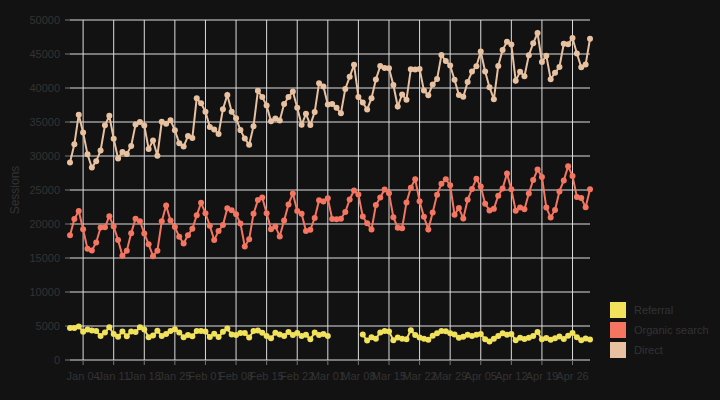 50000
45000
40000
35000
30000
25000
20000
15000
10000
5000
0
Sessions
Jan 04 Jan 11 Jan 18 Jan 25 Feb 01 Feb 08 Feb 15 Feb 22 Mar 01 Mar 08 Mar 15 Mar 22 Mar 29 Apr 05 Apr 12 Apr 19 Apr 26
Referral
Organic search
Direct